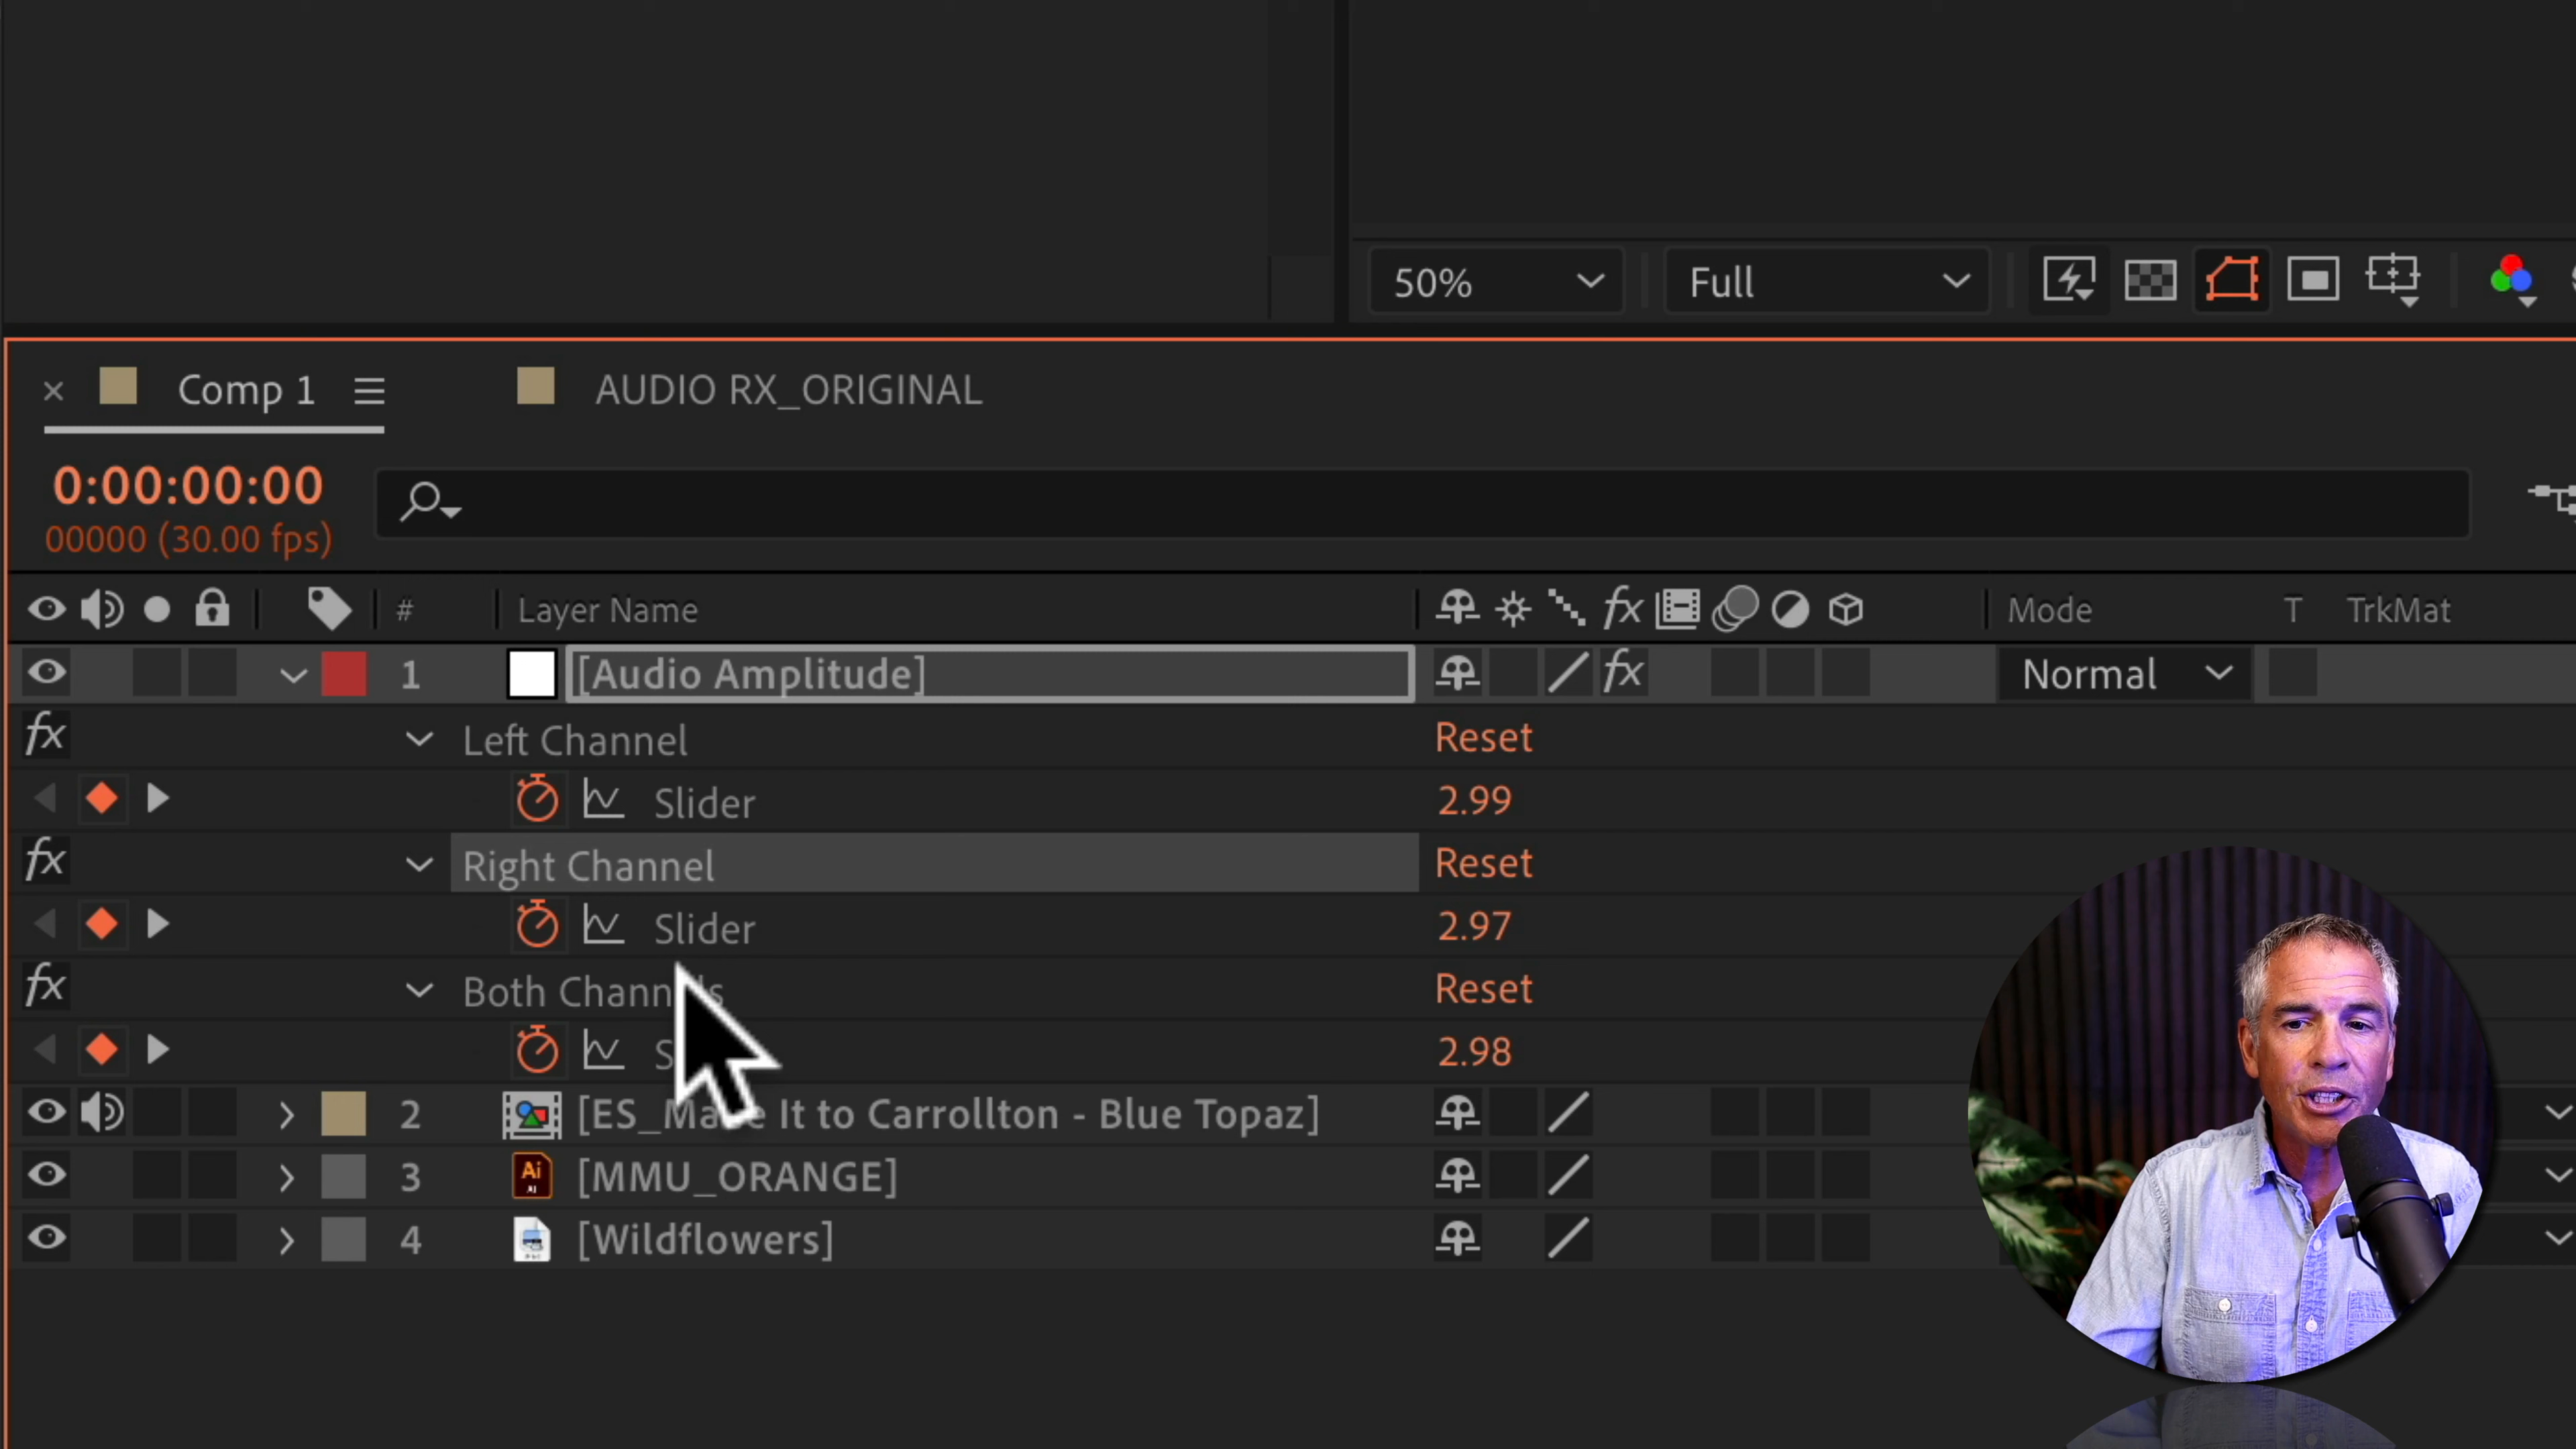 50%
Full
Comp 1
AUDIO RX_ORIGINAL
0:00:00:00
00000 (30.00 fps)
#
Layer Name
fx
Mode
T
TrkMat
1
[Audio Amplitude]
fx
Normal
fx
Left Channel
Reset
Slider
2.99
fx
Right Channel
Reset
Slider
2.97
fx
Both Channels
Reset
2.98
2
[ES_Make It to Carrollton - Blue Topaz]
Ai
3
[MMU_ORANGE]
4
[Wildflowers]